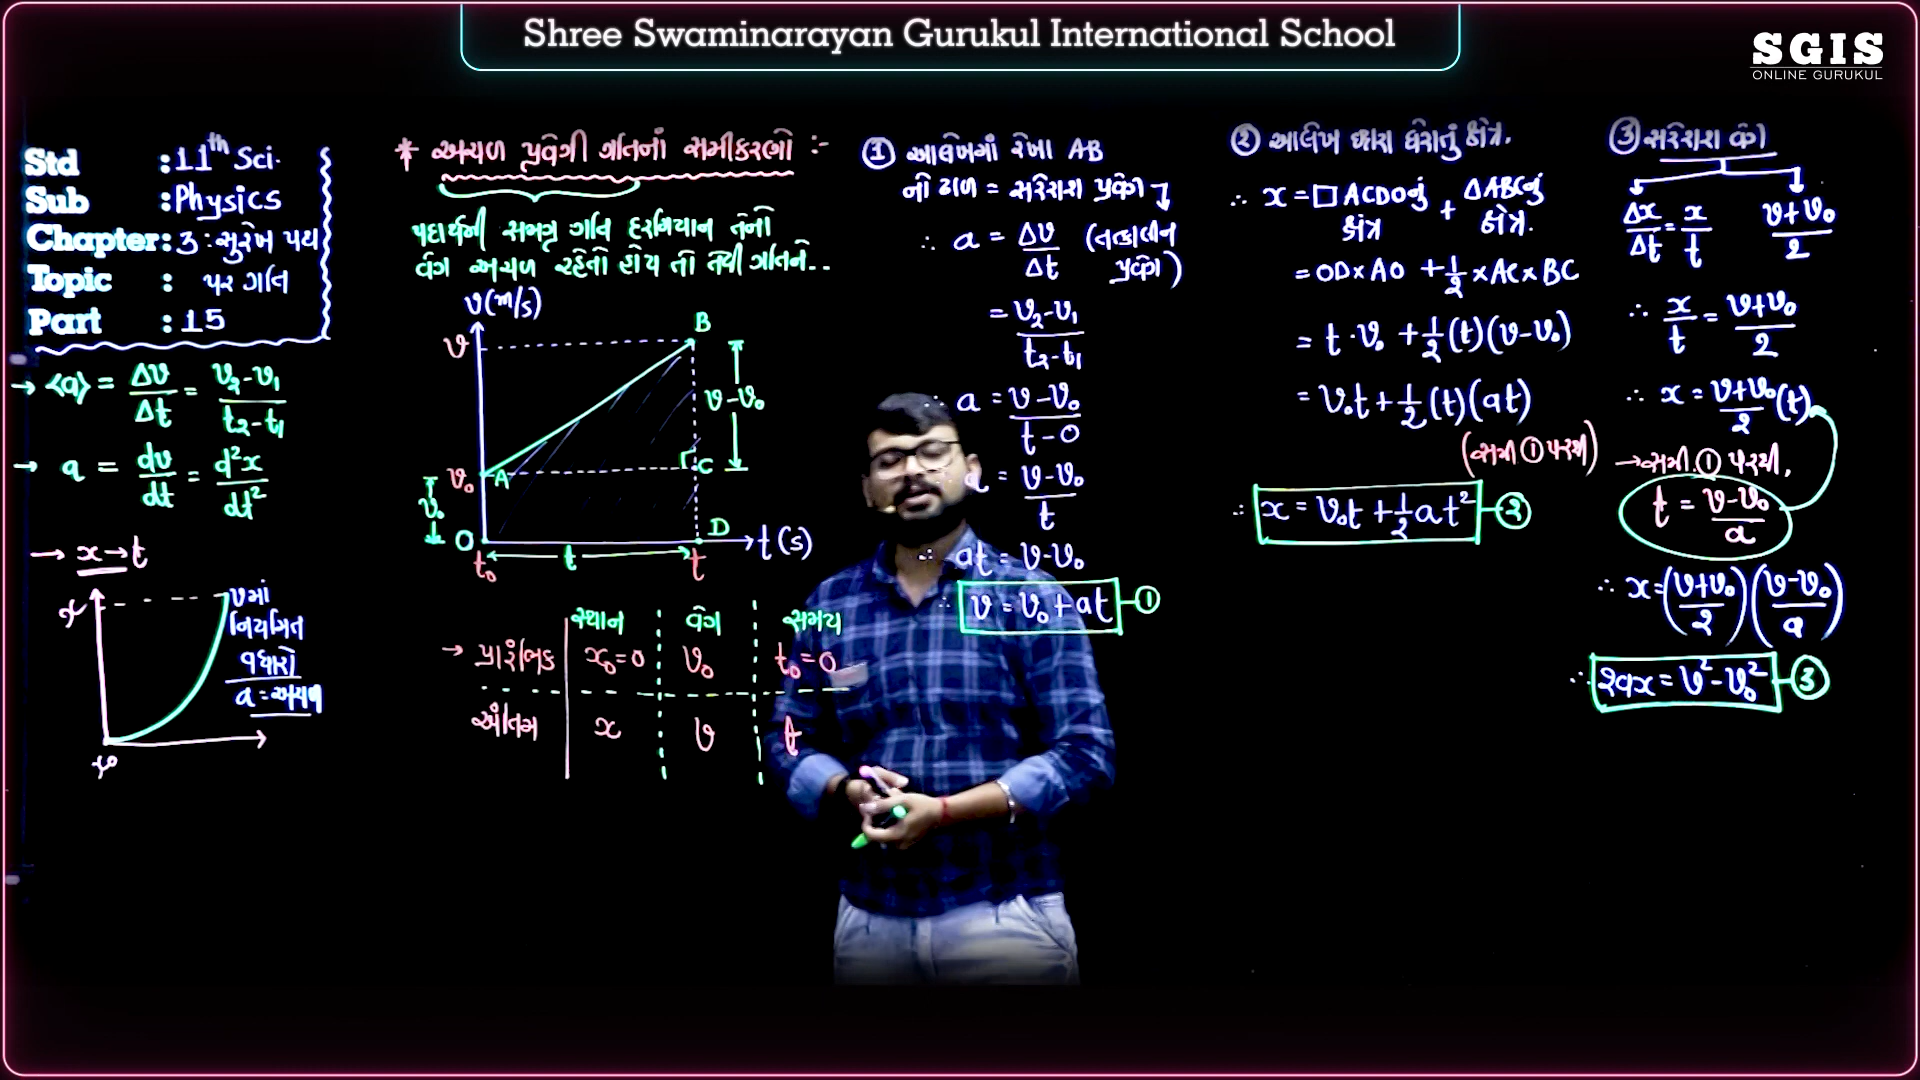 Shree Swaminarayan Gurukul International School
SGIS
ONLINE GURUKUL
Std : 11th Sci.
Sub : Physics
Chapter: 3 : સુરેખ પથ
Topic : પર ગતિ
Part : 15
→ <a> = Δv/Δt = v₂-v₁/t₂-t₁
→ a = dv/dt = d²x/dt²
→ x→t
x
vમાં
નિયમિત
વધારો
a = અચળ
* અચળ પ્રવેગી ગતિનાં સમીકરણો :-
પદાર્થની સમગ્ર ગતિ દરમિયાન તેનો
વેગ અચળ રહેતો હોય તો તેવી ગતિને..
v(m/s)
v
B
v-v₀
v₀
A
C
v₀
O
D
t(s)
t₀
t
t
સ્થાન વેગ સમય
→ પ્રારંભિક x₀=0 v₀ t₀=0
અંતિમ x v t
① આલેખમાં રેખા AB
નો ઢાળ = સરેરાશ પ્રવેગ
∴ a = Δv/Δt (તત્કાલીન પ્રવેગ)
= v₂-v₁/t₂-t₁
∴ a = v-v₀/t-0
a = v-v₀/t
∴ at = v-v₀
∴ v = v₀+at -①
② આલેખ દ્વારા ઘેરાતું ક્ષેત્ર.
∴ x = □ACDOનું ક્ષેત્ર + ΔABCનું ક્ષેત્ર.
= OD×AO + ½×AC×BC
= t·v₀ + ½(t)(v-v₀)
= v₀t + ½(t)(at)
(સમી ① પરથી)
∴ x = v₀t + ½at² -②
③ સરેરાશ વેગ
Δx/Δt = x/t v+v₀/2
∴ x/t = v+v₀/2
∴ x = v+v₀/2 (t)
→ સમી.① પરથી,
t = v-v₀/a
∴ x = (v+v₀/2)(v-v₀/a)
∴ 2ax = v²-v₀² -③